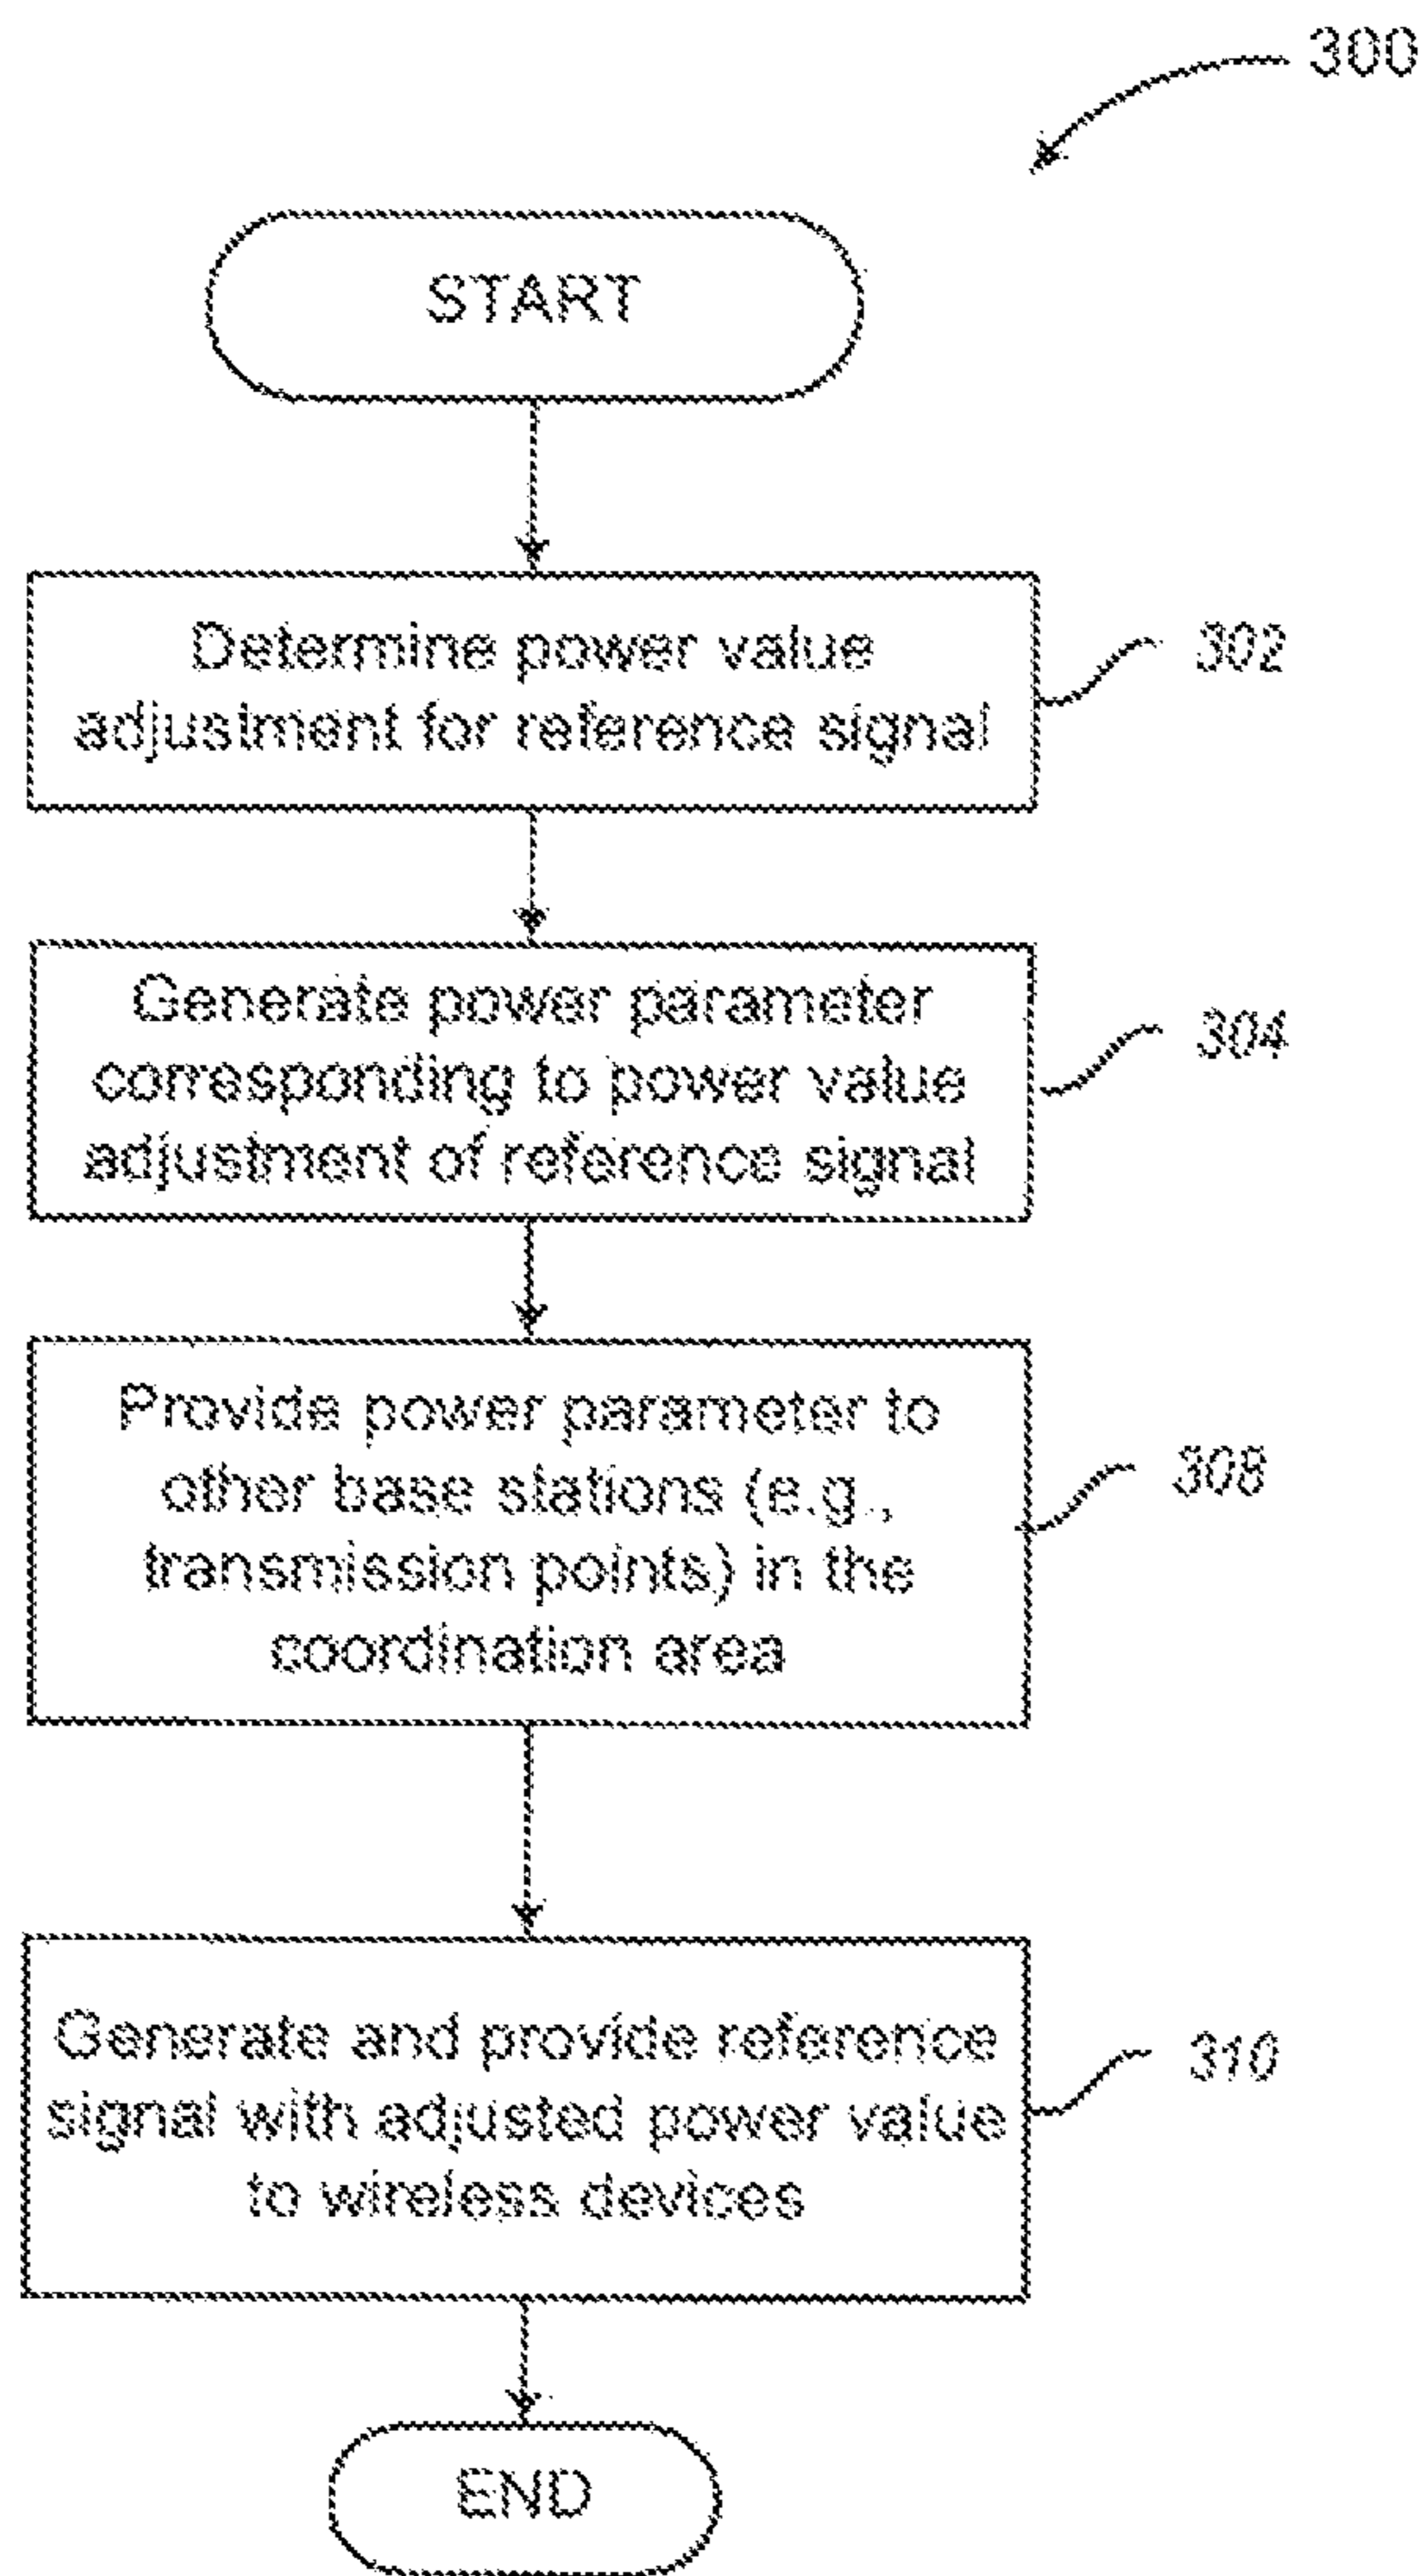 300
START
Determine power value
adjustment for reference signal
302
Generate power parameter
corresponding to power value
adjustment of reference signal
304
Provide power parameter to
other base stations (e.g.,
transmission points) in the
coordination area
308
Generate and provide reference
signal with adjusted power value
to wireless devices
310
END